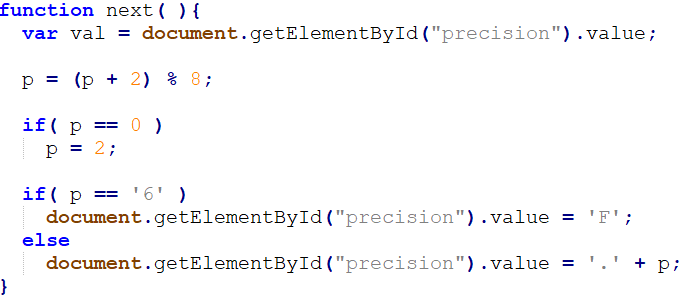 function next( ){
  var val = document.getElementById("precision").value;

  p = (p + 2) % 8;

  if( p == 0 )
    p = 2;

  if( p == '6' )
    document.getElementById("precision").value = 'F';
  else
    document.getElementById("precision").value = '.' + p;
}